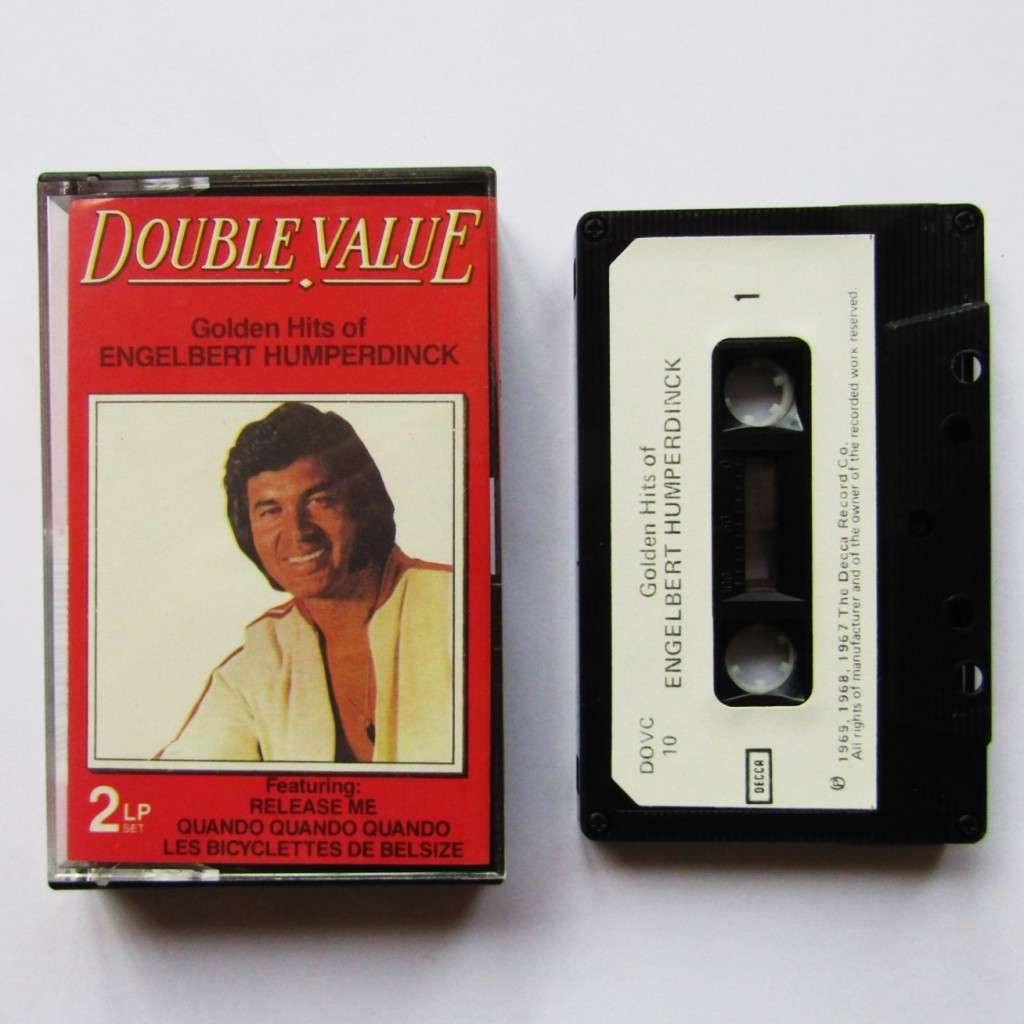 DOUBLE VALUE
Golden Hits of
ENGELBERT HUMPERDINCK
2 LP
SET
Featuring:
RELEASE ME
QUANDO QUANDO QUANDO
LES BICYCLETTES DE BELSIZE
DOVC
10
Golden Hits of
ENGELBERT HUMPERDINCK
1
DECCA
℗ 1969, 1968, 1967 The Decca Record Co.
All rights of manufacturer and of the owner of the recorded work reserved.